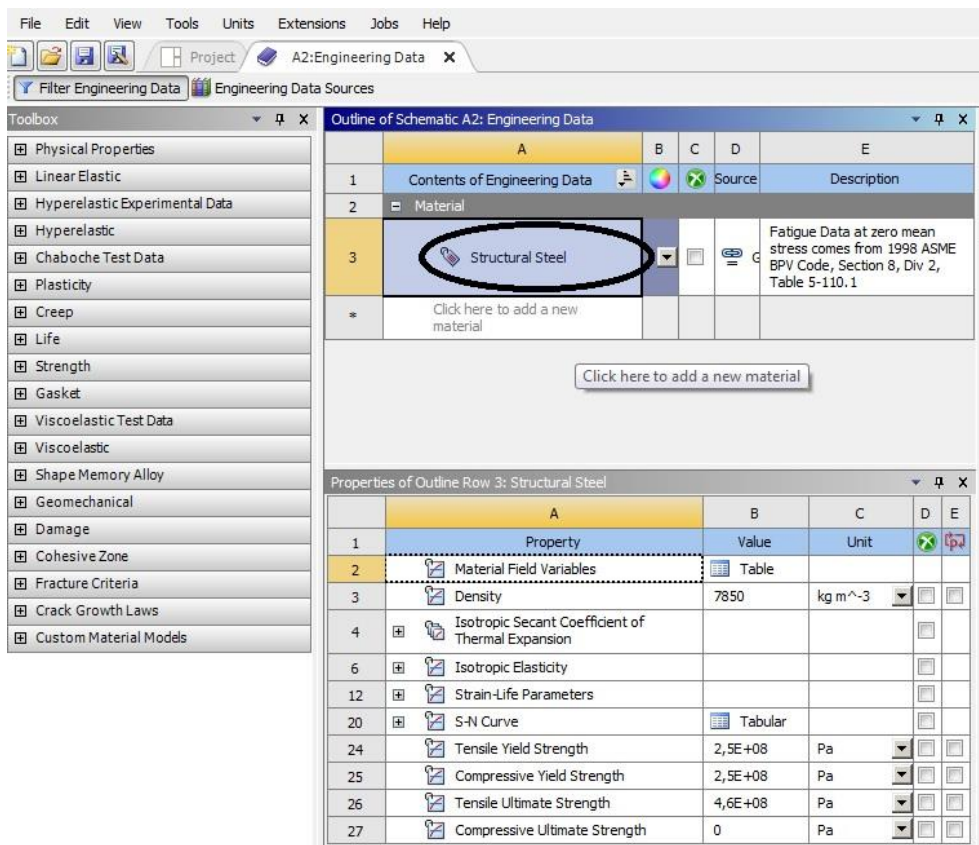 File Edit View Tools Units Extensions Jobs Help
Project A2:Engineering Data
Filter Engineering Data Engineering Data Sources
Toolbox
Physical Properties
Linear Elastic
Hyperelastic Experimental Data
Hyperelastic
Chaboche Test Data
Plasticity
Creep
Life
Strength
Gasket
Viscoelastic Test Data
Viscoelastic
Shape Memory Alloy
Geomechanical
Damage
Cohesive Zone
Fracture Criteria
Crack Growth Laws
Custom Material Models
Outline of Schematic A2: Engineering Data
A B C D E
1 Contents of Engineering Data Source Description
2 Material
3 Structural Steel G
Fatigue Data at zero mean
stress comes from 1998 ASME
BPV Code, Section 8, Div 2,
Table 5-110.1
* Click here to add a new
material
Click here to add a new material
Properties of Outline Row 3: Structural Steel
A B C D E
1 Property Value Unit
2 Material Field Variables Table
3 Density 7850 kg m^-3
4 Isotropic Secant Coefficient of
Thermal Expansion
6 Isotropic Elasticity
12 Strain-Life Parameters
20 S-N Curve Tabular
24 Tensile Yield Strength 2,5E+08 Pa
25 Compressive Yield Strength 2,5E+08 Pa
26 Tensile Ultimate Strength 4,6E+08 Pa
27 Compressive Ultimate Strength 0 Pa